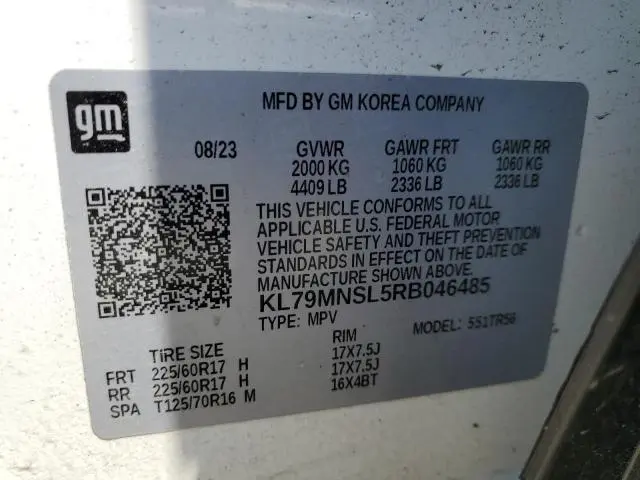 gm
MFD BY GM KOREA COMPANY
08/23 GVWR GAWR FRT GAWR RR
2000 KG 1060 KG 1060 KG
4409 LB 2336 LB 2336 LB
THIS VEHICLE CONFORMS TO ALL
APPLICABLE U.S. FEDERAL MOTOR
VEHICLE SAFETY AND THEFT PREVENTION
STANDARDS IN EFFECT ON THE DATE OF
MANUFACTURE SHOWN ABOVE.
KL79MNSL5RB046485
TYPE: MPV MODEL: 551TR56
TIRE SIZE RIM
FRT 225/60R17 H 17X7.5J
RR 225/60R17 H 17X7.5J
SPA T125/70R16 M 16X4BT